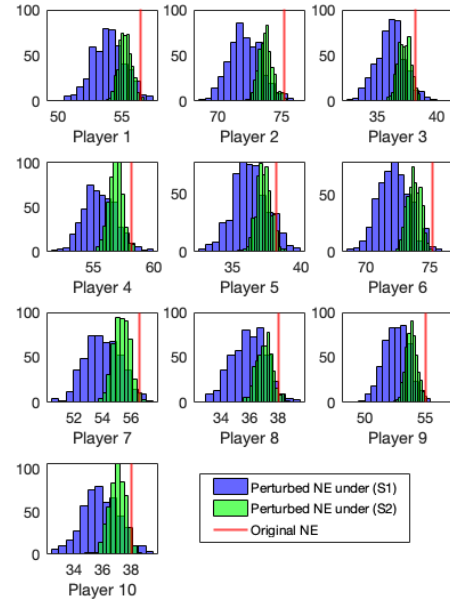 100 100 100
50 50 50
0 0 0
50 55 70 75 35 40
Player 1 Player 2 Player 3
100
50 50 50
0 0 0
55 60 35 40 70 75
Player 4 Player 5 Player 6
100 100 100
50 50 50
0 0 0
52 54 56 34 36 38 50 55
Player 7 Player 8 Player 9
100
50
0
34 36 38
Player 10
Perturbed NE under (S1)
Perturbed NE under (S2)
Original NE